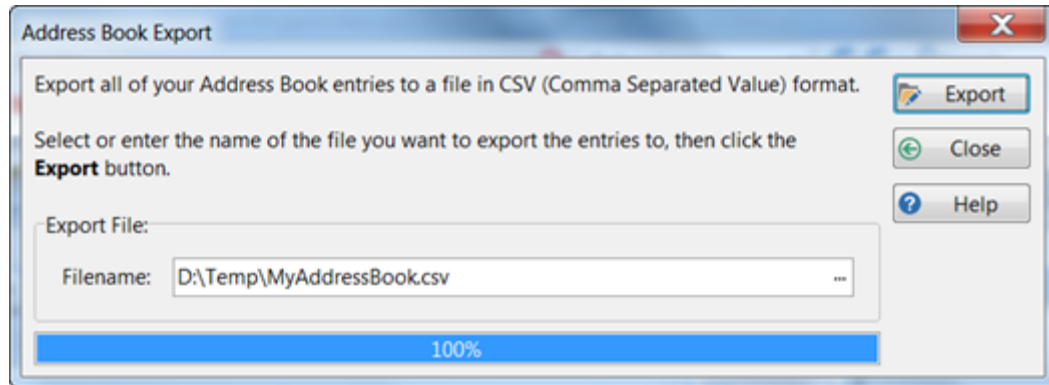 Address Book Export
Export all of your Address Book entries to a file in CSV (Comma Separated Value) format.
Export
Select or enter the name of the file you want to export the entries to, then click the
Export button.
Close
Help
Export File:
Filename: D:\Temp\MyAddressBook.csv ...
100%